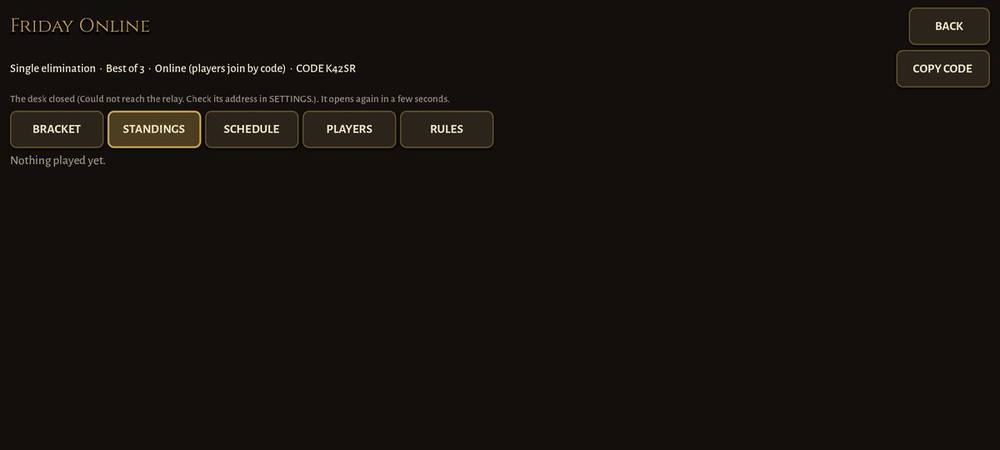 Friday Online
BACK
Single elimination · Best of 3 · Online (players join by code) · CODE K42SR
COPY CODE
The desk closed (Could not reach the relay. Check its address in SETTINGS.). It opens again in a few seconds.
BRACKET
STANDINGS
SCHEDULE
PLAYERS
RULES
Nothing played yet.